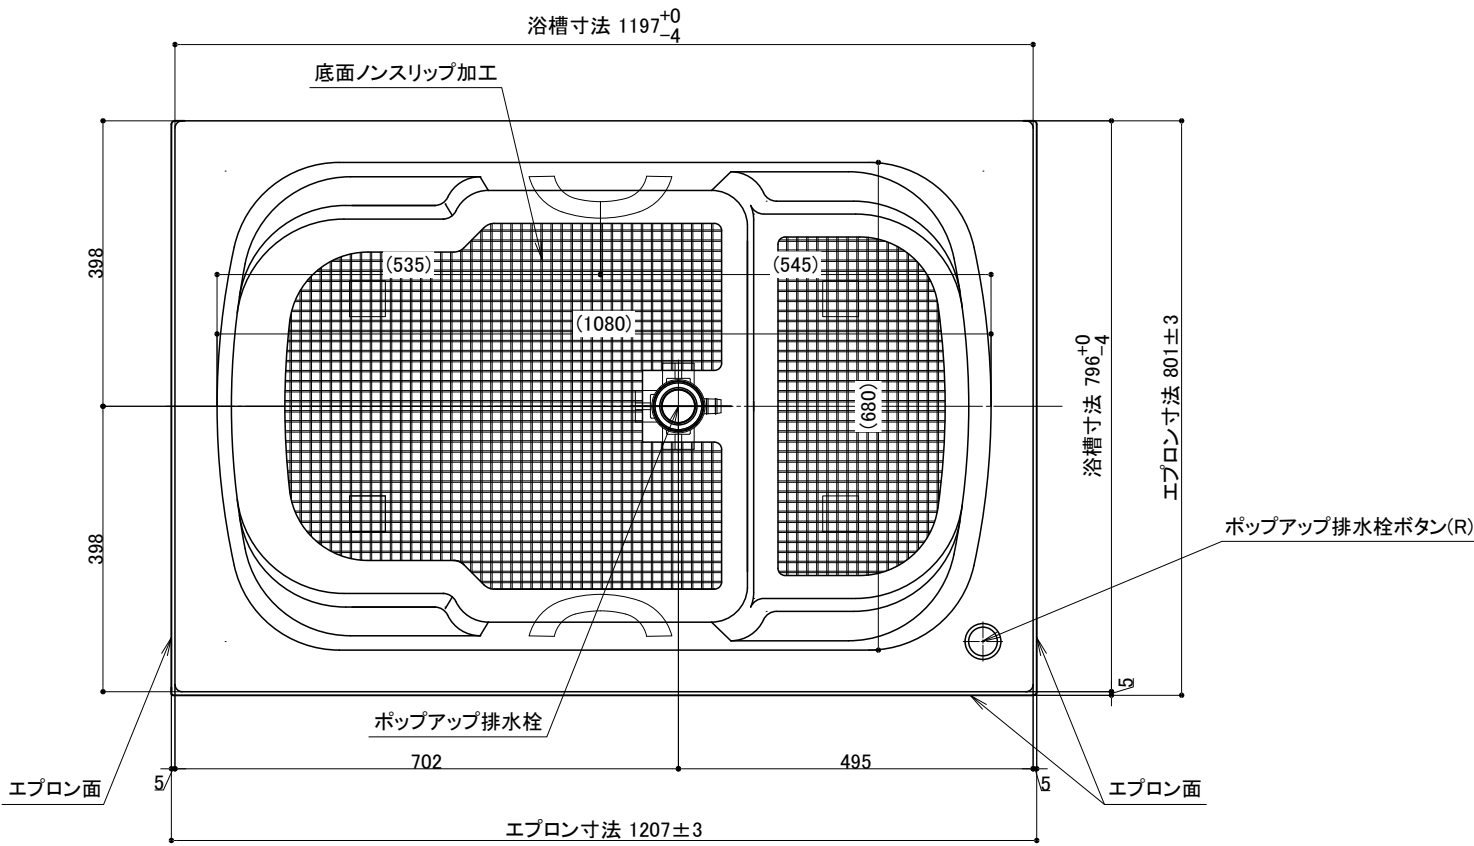 浴槽寸法 1197+0 -4
底面ノンスリップ加工
398
(535)
(545)
(1080)
(680)
浴槽寸法 796+0 -4
エプロン寸法 801±3
398
ポップアップ排水栓ボタン(R)
5
ポップアップ排水栓
702
495
エプロン面
5
5
エプロン面
エプロン寸法 1207±3